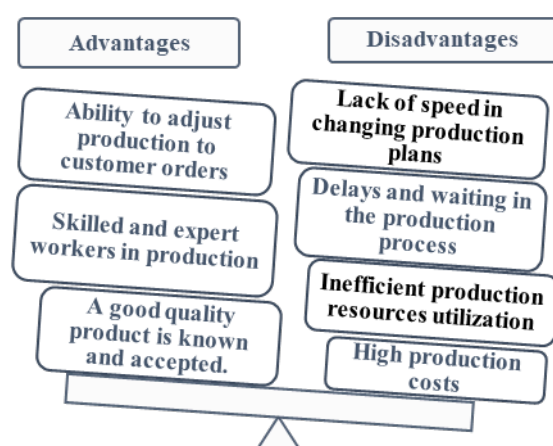 Advantages
Ability to adjust
production to
customer orders
Skilled and expert
workers in production
A good quality
product is known
and accepted.
Disadvantages
Lack of speed in
changing production
plans
Delays and waiting in
the production
process
Inefficient production
resources utilization
High production
costs